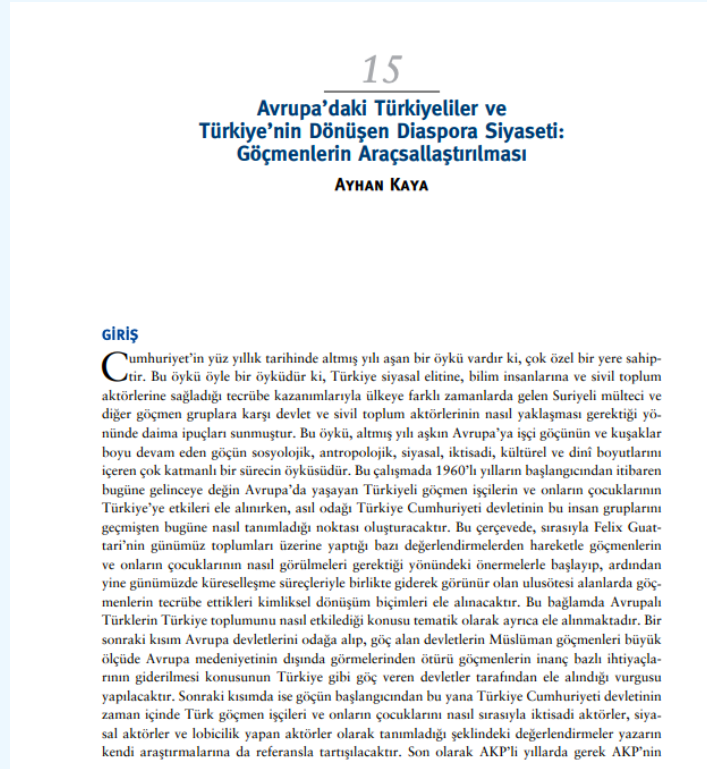 15
Avrupa’daki Türkiyeliler ve
Türkiye’nin Dönüşen Diaspora Siyaseti:
Göçmenlerin Araçsallaştırılması
AYHAN KAYA
GİRİŞ
Cumhuriyet’in yüz yıllık tarihinde altmış yılı aşan bir öykü vardır ki, çok özel bir yere sahip-
tir. Bu öykü öyle bir öyküdür ki, Türkiye siyasal elitine, bilim insanlarına ve sivil toplum
aktörlerine sağladığı tecrübe kazanımlarıyla ülkeye farklı zamanlarda gelen Suriyeli mülteci ve
diğer göçmen gruplara karşı devlet ve sivil toplum aktörlerinin nasıl yaklaşması gerektiği yö-
nünde daima ipuçları sunmuştur. Bu öykü, altmış yılı aşkın Avrupa’ya işçi göçünün ve kuşaklar
boyu devam eden göçün sosyolojik, antropolojik, siyasal, iktisadi, kültürel ve dinî boyutlarını
içeren çok katmanlı bir sürecin öyküsüdür. Bu çalışmada 1960’lı yılların başlangıcından itibaren
bugüne gelinceye değin Avrupa’da yaşayan Türkiyeli göçmen işçilerin ve onların çocuklarının
Türkiye’ye etkileri ele alınırken, asıl odağı Türkiye Cumhuriyeti devletinin bu insan gruplarını
geçmişten bugüne nasıl tanımladığı noktası oluşturacaktır. Bu çerçevede, sırasıyla Felix Guat-
tari’nin günümüz toplumları üzerine yaptığı bazı değerlendirmelerden hareketle göçmenlerin
ve onların çocuklarının nasıl görülmeleri gerektiği yönündeki önermelerle başlayıp, ardından
yine günümüzde küreselleşme süreçleriyle birlikte giderek görünür olan ulusötesi alanlarda göç-
menlerin tecrübe ettikleri kimliksel dönüşüm biçimleri ele alınacaktır. Bu bağlamda Avrupalı
Türklerin Türkiye toplumunu nasıl etkilediği konusu tematik olarak ayrıca ele alınmaktadır. Bir
sonraki kısım Avrupa devletlerini odağa alıp, göç alan devletlerin Müslüman göçmenleri büyük
ölçüde Avrupa medeniyetinin dışında görmelerinden ötürü göçmenlerin inanç bazlı ihtiyaçla-
rının giderilmesi konusunun Türkiye gibi göç veren devletler tarafından ele alındığı vurgusu
yapılacaktır. Sonraki kısımda ise göçün başlangıcından bu yana Türkiye Cumhuriyeti devletinin
zaman içinde Türk göçmen işçileri ve onların çocuklarını nasıl sırasıyla iktisadi aktörler, siya-
sal aktörler ve lobicilik yapan aktörler olarak tanımladığı şeklindeki değerlendirmeler yazarın
kendi araştırmalarına da referansla tartışılacaktır. Son olarak AKP’li yıllarda gerek AKP’nin